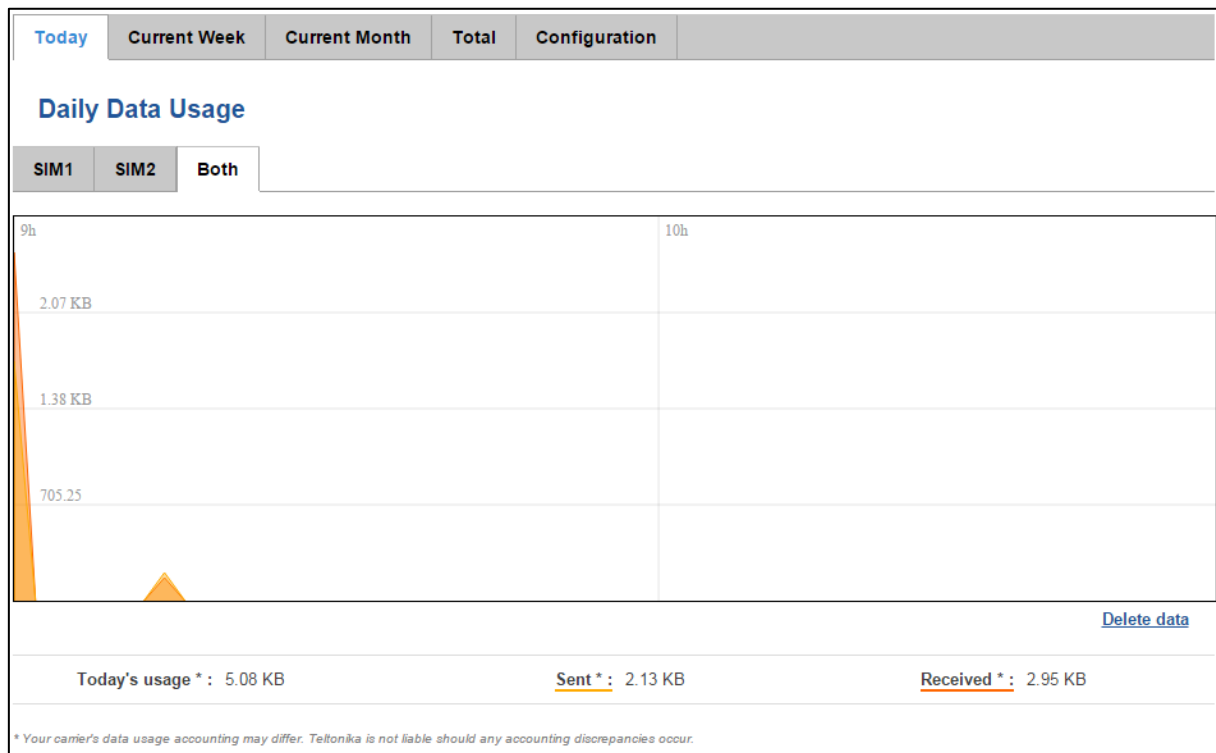 Today Current Week Current Month Total Configuration
Daily Data Usage
SIM1 SIM2 Both
9h 10h
2.07 KB
1.38 KB
705.25
Delete data
Today's usage * : 5.08 KB Sent * : 2.13 KB Received * : 2.95 KB
* Your carrier's data usage accounting may differ. Teltonika is not liable should any accounting discrepancies occur.